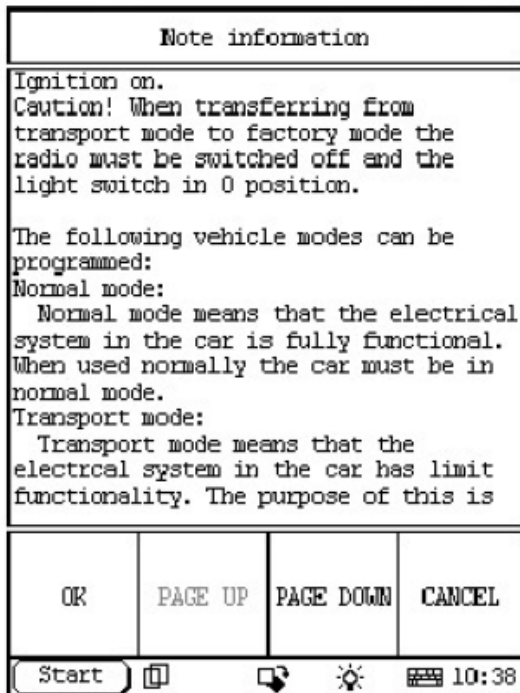 Note information
Ignition on.
Caution! When transferring from
transport mode to factory mode the
radio must be switched off and the
light switch in 0 position.
The following vehicle modes can be
programmed:
Normal mode:
Normal mode means that the electrical
system in the car is fully functional.
When used normally the car must be in
normal mode.
Transport mode:
Transport mode means that the
electrcal system in the car has limit
functionality. The purpose of this is
OK PAGE UP PAGE DOWN CANCEL
Start 10:38